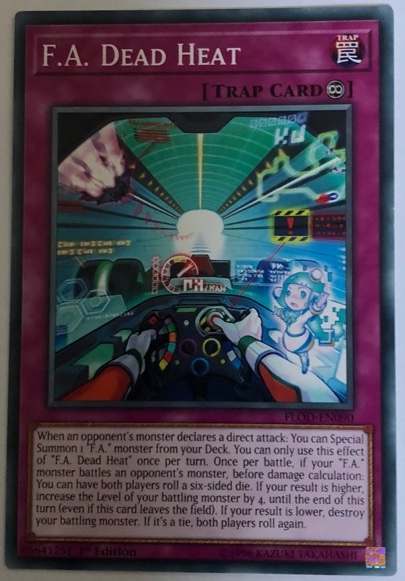 F.A. Dead Heat
TRAP
罠
[Trap Card∞]
KU
!
FLOD-EN090
When an opponent's monster declares a direct attack: You can Special
Summon 1 "F.A." monster from your Deck. You can only use this effect
of "F.A. Dead Heat" once per turn. Once per battle, if your "F.A."
monster battles an opponent's monster, before damage calculation:
You can have both players roll a six-sided die. If your result is higher,
increase the Level of your battling monster by 4, until the end of this
turn (even if this card leaves the field). If your result is lower, destroy
your battling monster. If it's a tie, both players roll again.
03641251 1st Edition
©1996 KAZUKI TAKAHASHI